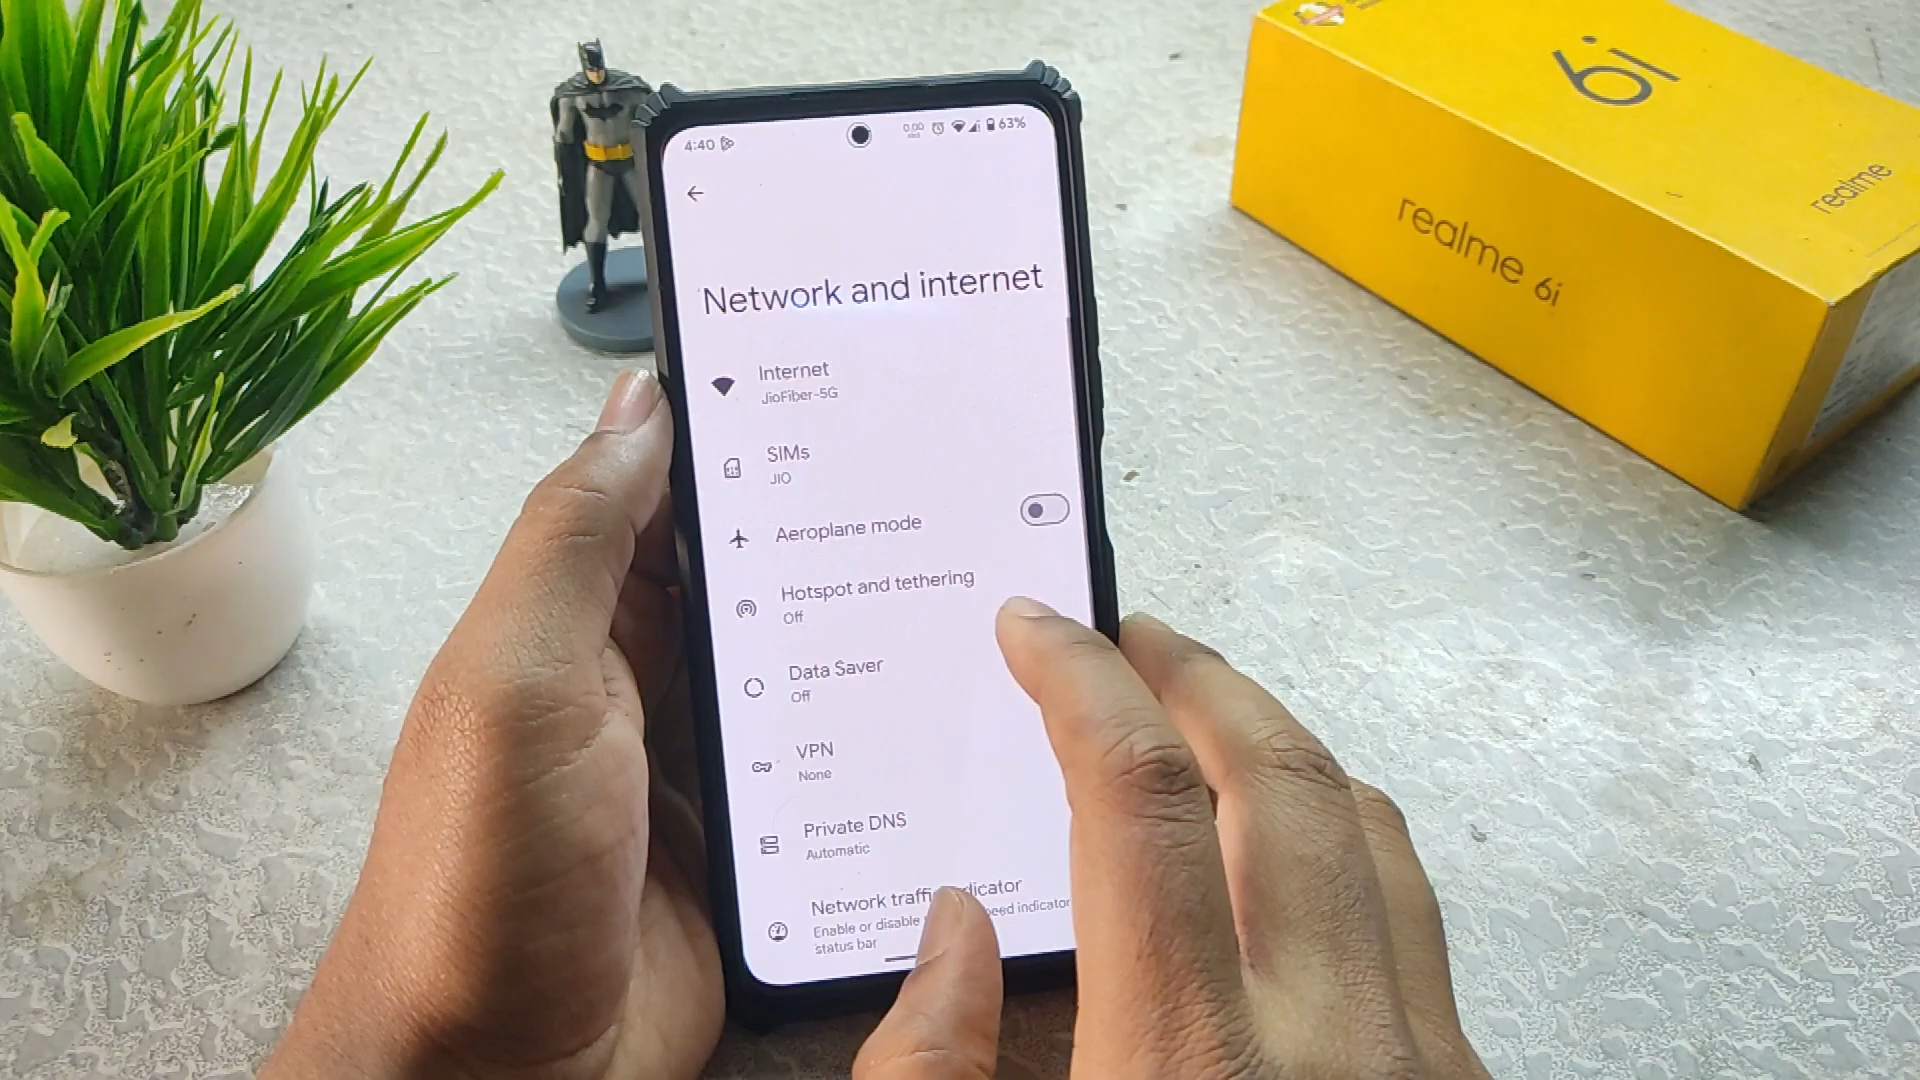 4:40
0.00
63%
Network and internet
Internet
JioFiber-5G
SIMs
JIO
Aeroplane mode
Hotspot and tethering
Off
Data Saver
Off
VPN
None
Private DNS
Automatic
Network traffic indicator
Enable or disable speed indicator
status bar
6i
realme
realme 6i